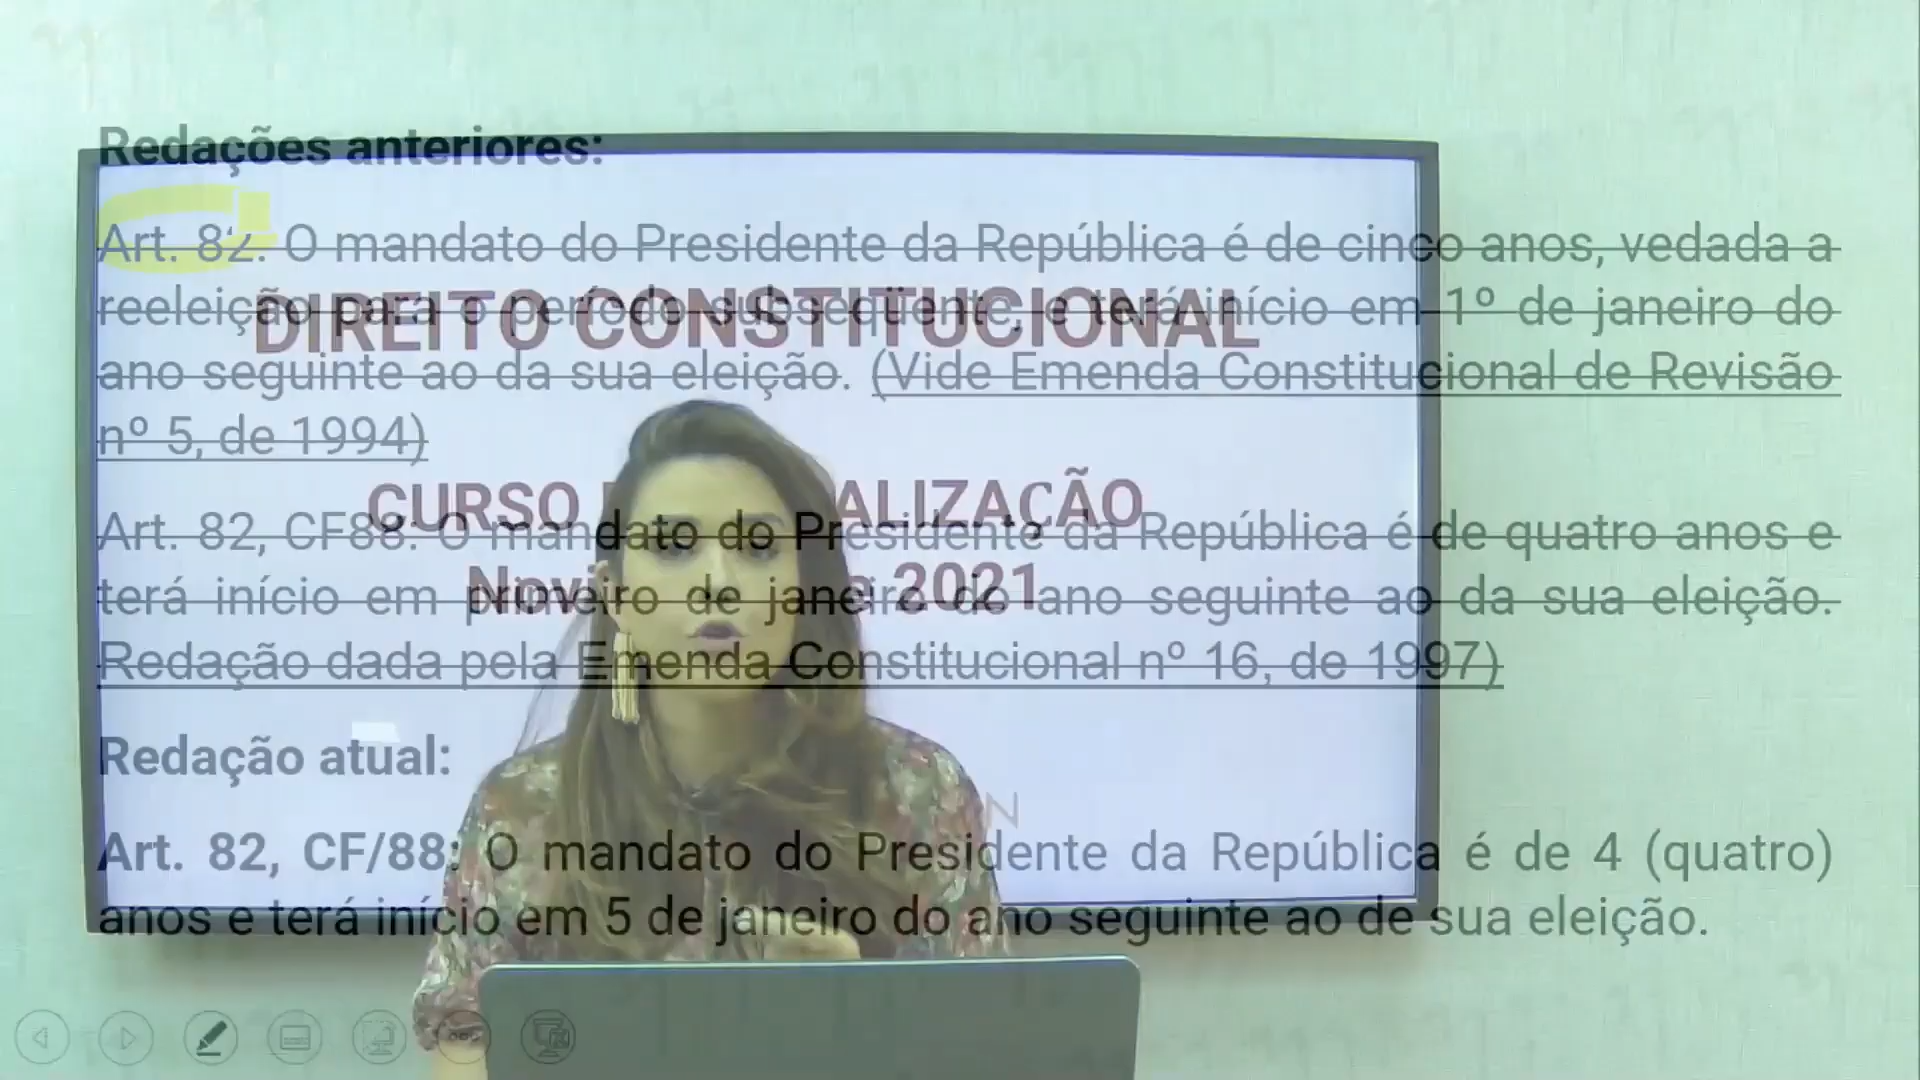 Redações anteriores:
Art. 82. O mandato do Presidente da República é de cinco anos, vedada a
reeleição para o período subsequente, e terá início em 1º de janeiro do
ano seguinte ao da sua eleição. (Vide Emenda Constitucional de Revisão
nº 5, de 1994)
Art. 82, CF88: O mandato do Presidente da República é de quatro anos e
terá início em primeiro de janeiro do ano seguinte ao da sua eleição.
Redação dada pela Emenda Constitucional nº 16, de 1997)
Redação atual:
Art. 82, CF/88: O mandato do Presidente da República é de 4 (quatro)
anos e terá início em 5 de janeiro do ano seguinte ao de sua eleição.
DIREITO CONSTITUCIONAL
CURSO ALIZAÇÃO
2021